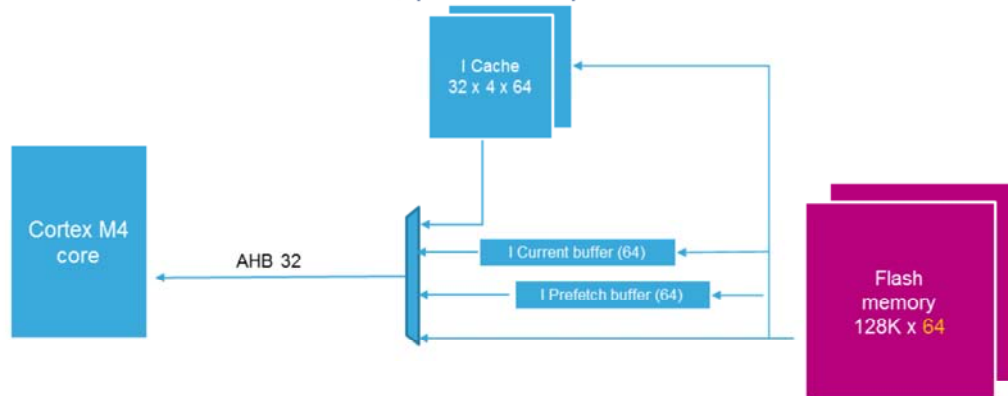 I Cache
32 x 4 x 64
Cortex M4
core
AHB 32
I Current buffer (64)
I Prefetch buffer (64)
Flash
memory
128K x 64